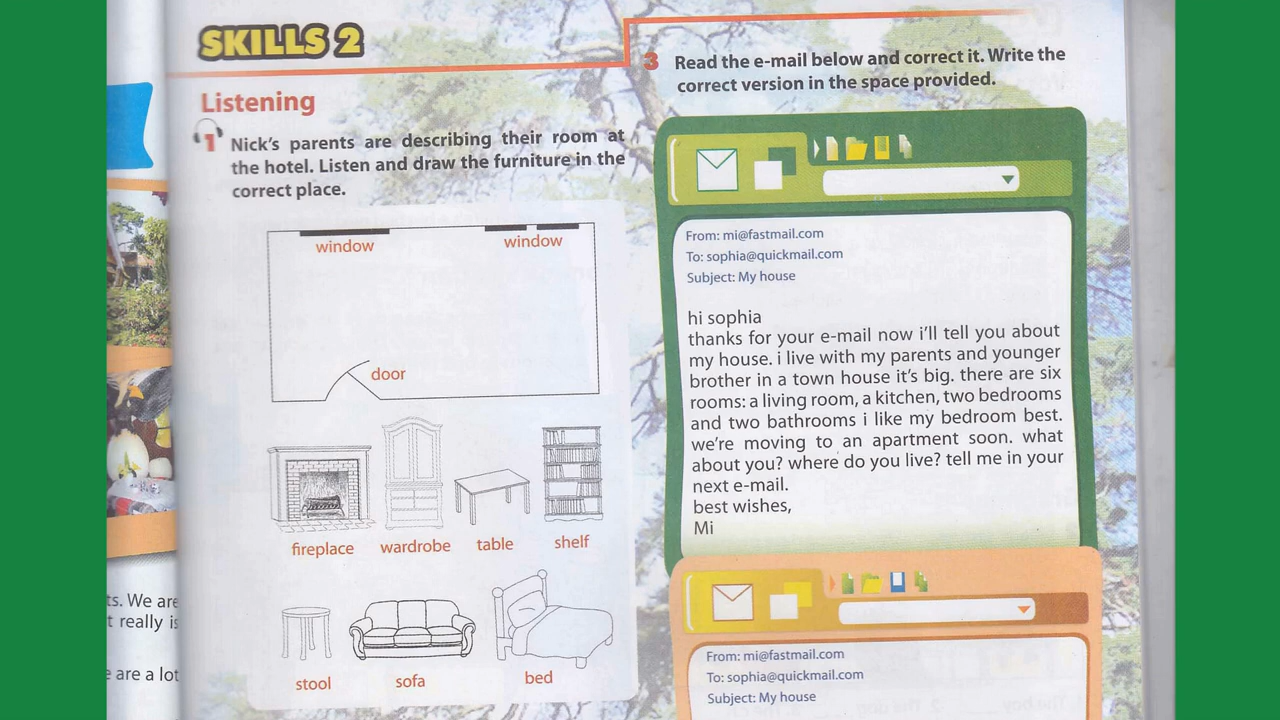 SKILLS 2
Listening
1 Nick's parents are describing their room at
the hotel. Listen and draw the furniture in the
correct place.
window
window
door
fireplace
wardrobe
table
shelf
stool
sofa
bed
3 Read the e-mail below and correct it. Write the
correct version in the space provided.
From: mi@fastmail.com
To: sophia@quickmail.com
Subject: My house
hi sophia
thanks for your e-mail now i'll tell you about
my house. i live with my parents and younger
brother in a town house it's big. there are six
rooms: a living room, a kitchen, two bedrooms
and two bathrooms i like my bedroom best.
we're moving to an apartment soon. what
about you? where do you live? tell me in your
next e-mail.
best wishes,
Mi
From: mi@fastmail.com
To: sophia@quickmail.com
Subject: My house
ts. We are
t really is
e are a lot